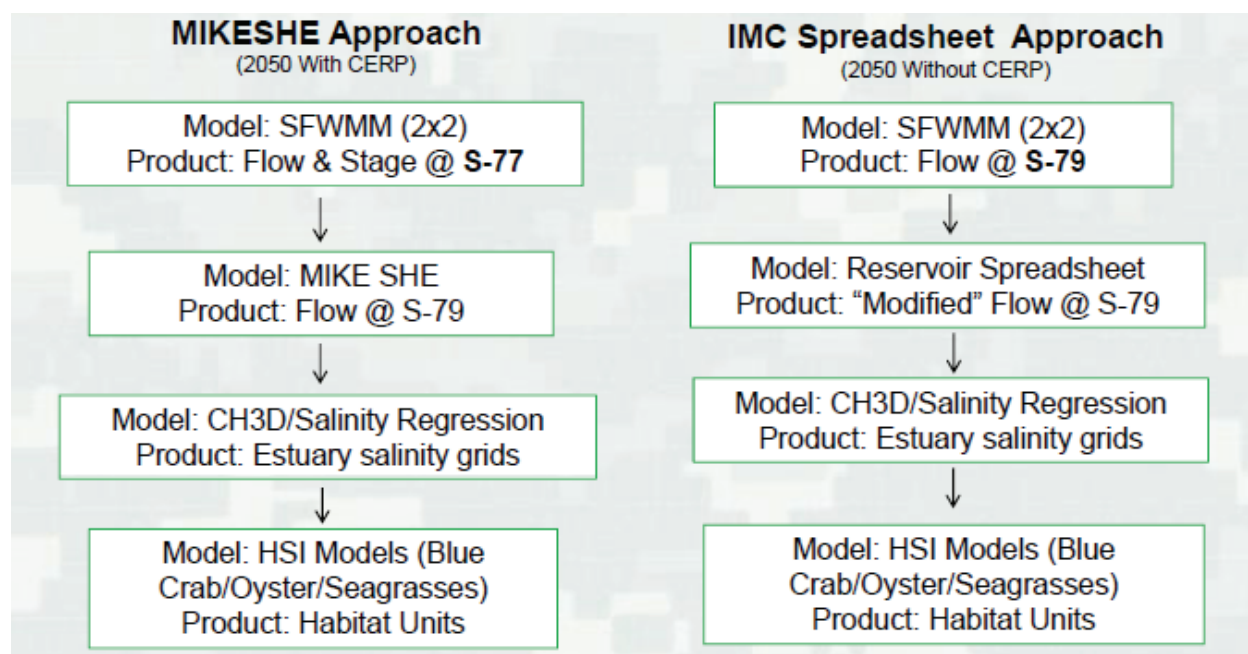 MIKESHE Approach
(2050 With CERP)
Model: SFWMM (2x2)
Product: Flow & Stage @ S-77
Model: MIKE SHE
Product: Flow @ S-79
Model: CH3D/Salinity Regression
Product: Estuary salinity grids
Model: HSI Models (Blue
Crab/Oyster/Seagrasses)
Product: Habitat Units
IMC Spreadsheet Approach
(2050 Without CERP)
Model: SFWMM (2x2)
Product: Flow @ S-79
Model: Reservoir Spreadsheet
Product: “Modified” Flow @ S-79
Model: CH3D/Salinity Regression
Product: Estuary salinity grids
Model: HSI Models (Blue
Crab/Oyster/Seagrasses)
Product: Habitat Units